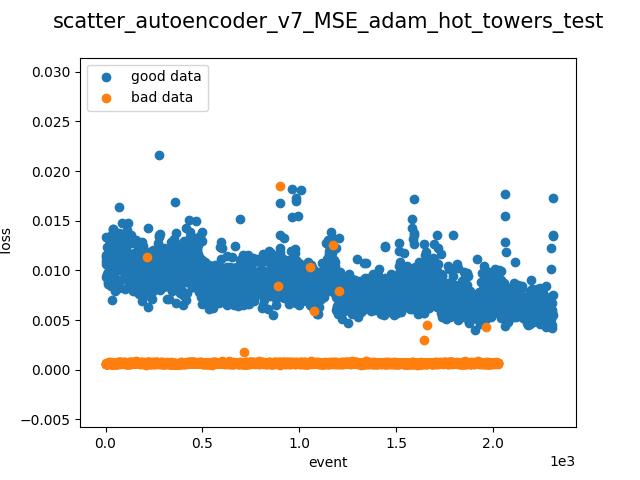 scatter_autoencoder_v7_MSE_adam_hot_towers_test
good data
bad data
0.030
0.025
0.020
0.015
0.010
0.005
0.000
−0.005
loss
0.0
0.5
1.0
1.5
2.0
1e3
event